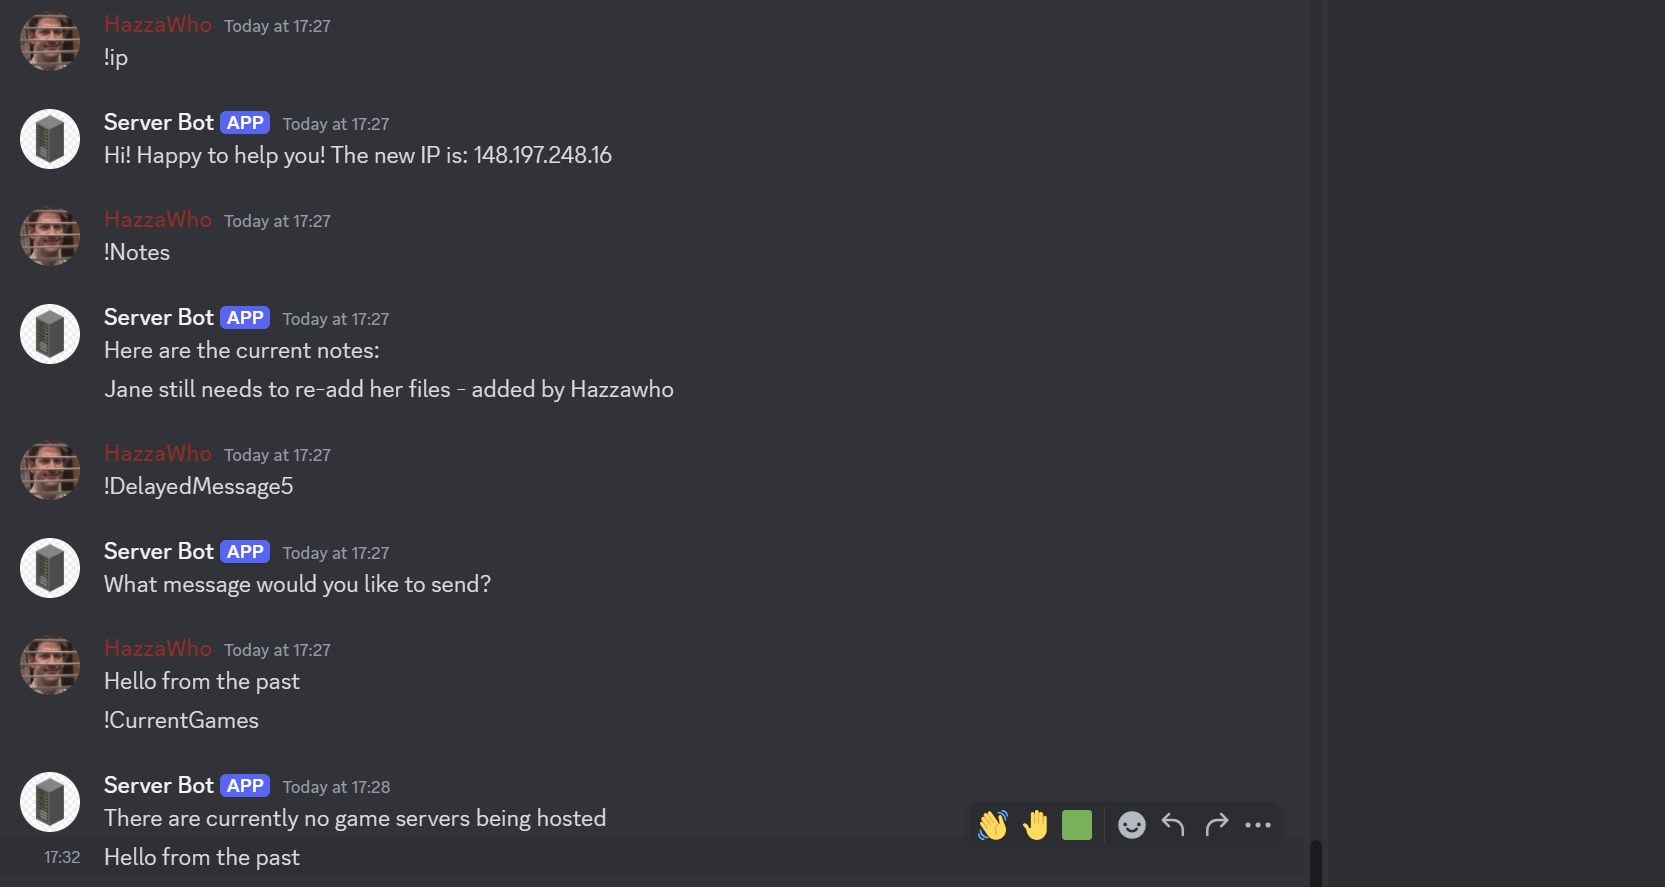 HazzaWho Today at 17:27
!ip
Server Bot APP Today at 17:27
Hi! Happy to help you! The new IP is: 148.197.248.16
HazzaWho Today at 17:27
!Notes
Server Bot APP Today at 17:27
Here are the current notes:
Jane still needs to re-add her files - added by Hazzawho
HazzaWho Today at 17:27
!DelayedMessage5
Server Bot APP Today at 17:27
What message would you like to send?
HazzaWho Today at 17:27
Hello from the past
!CurrentGames
Server Bot APP Today at 17:28
There are currently no game servers being hosted
17:32 Hello from the past